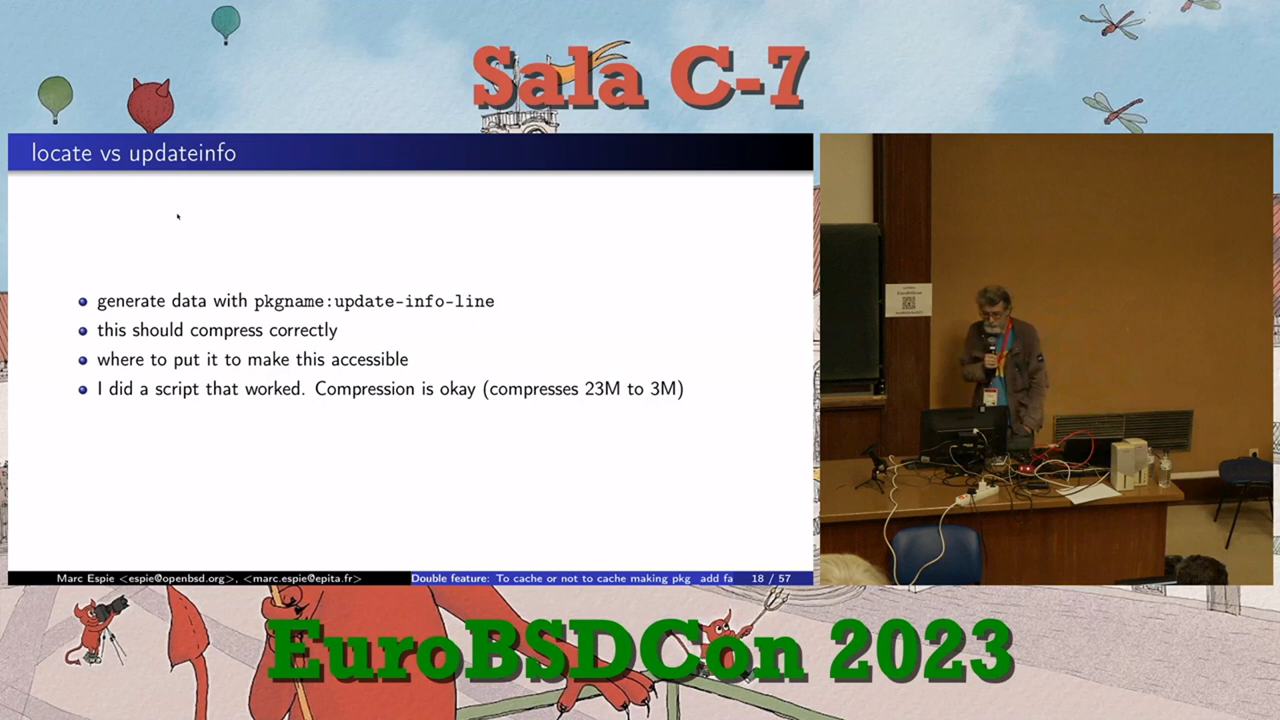 Sala C-7
locate vs updateinfo
generate data with pkgname:update-info-line
this should compress correctly
where to put it to make this accessible
I did a script that worked. Compression is okay (compresses 23M to 3M)
Marc Espie <espie@openbsd.org>, <marc.espie@epita.fr>
Double feature: To cache or not to cache making pkg_add fa
18 / 57
EuroBSDCon 2023